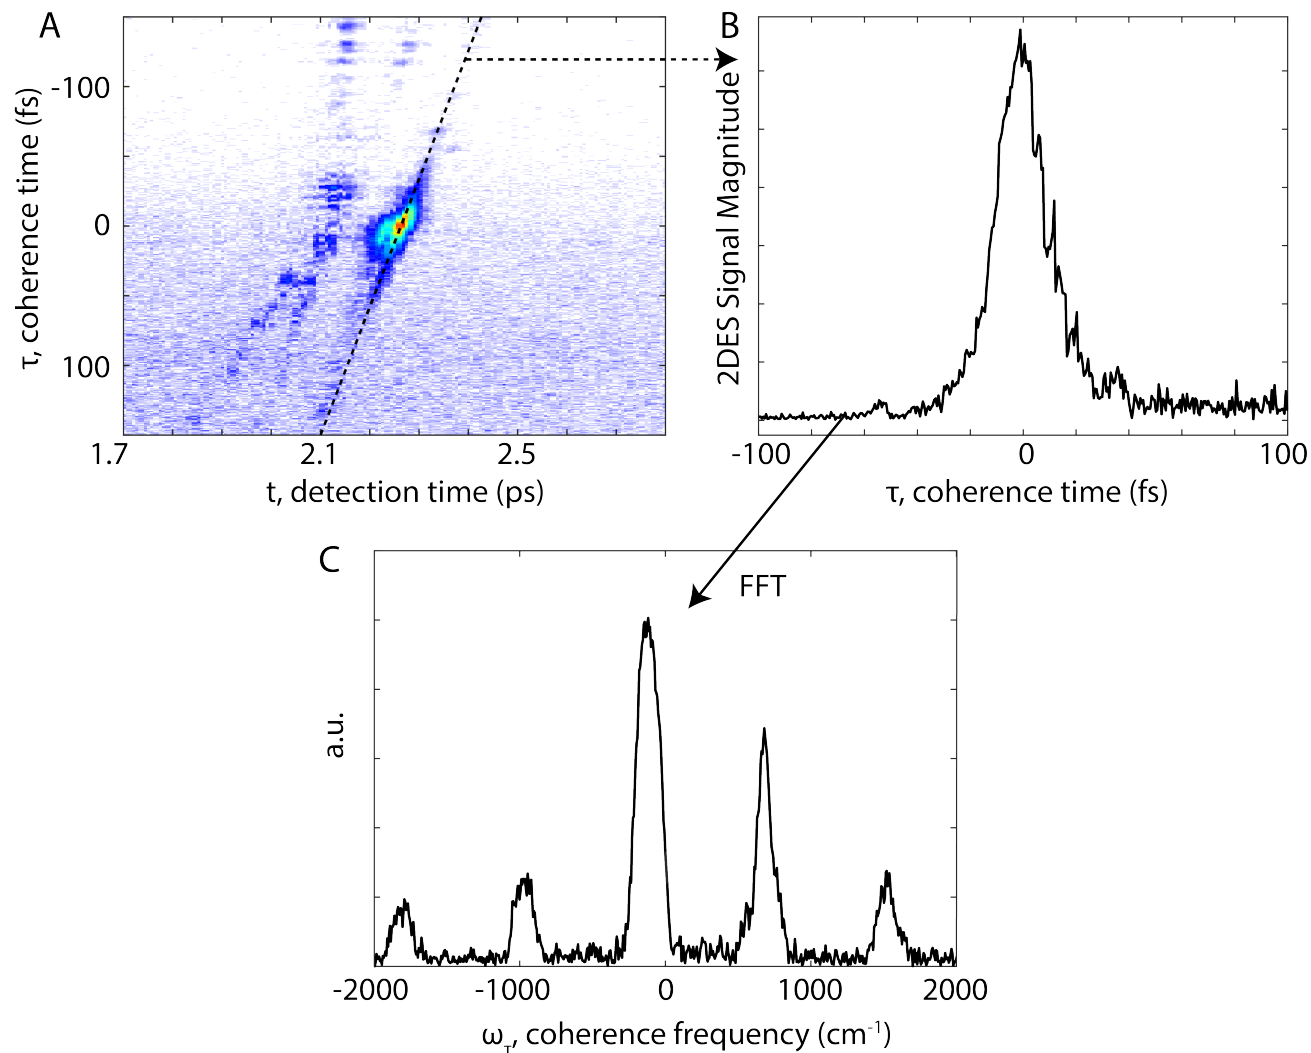 A
B
-100
0
100
τ, coherence time (fs)
1.7
2.1
2.5
t, detection time (ps)
2DES Signal Magnitude
-100
0
100
τ, coherence time (fs)
C
FFT
a.u.
-2000
-1000
0
1000
2000
ω_τ, coherence frequency (cm⁻¹)